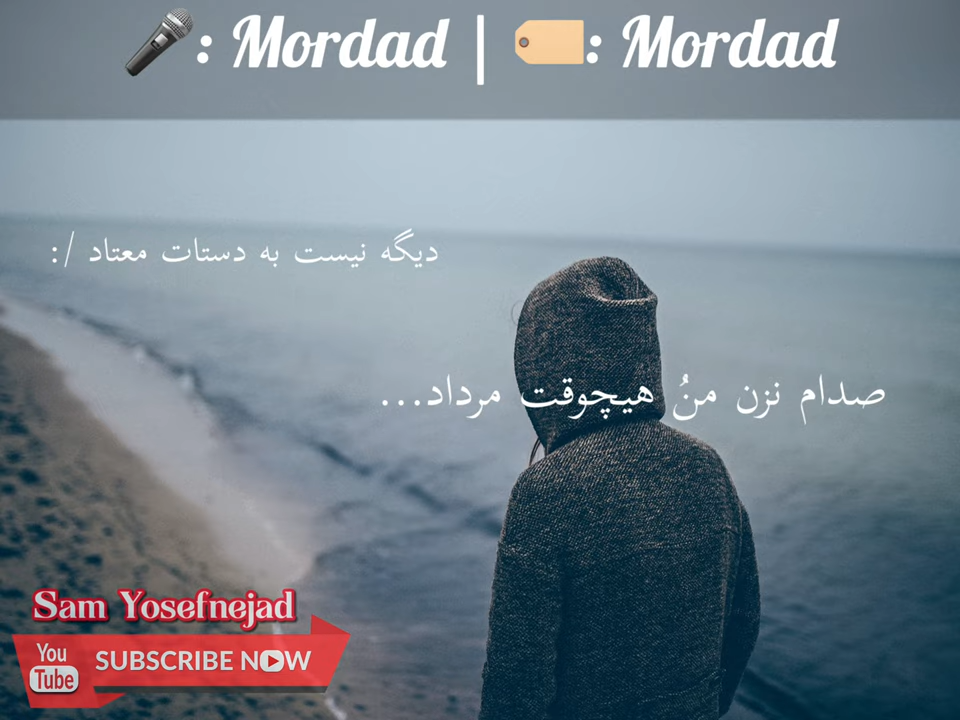 🎤: Mordad | 🏷️: Mordad
دیگه نیست به دستات معتاد /:
صدام نزن منُ هیچوقت مرداد...
Sam Yosefnejad
You Tube SUBSCRIBE NOW